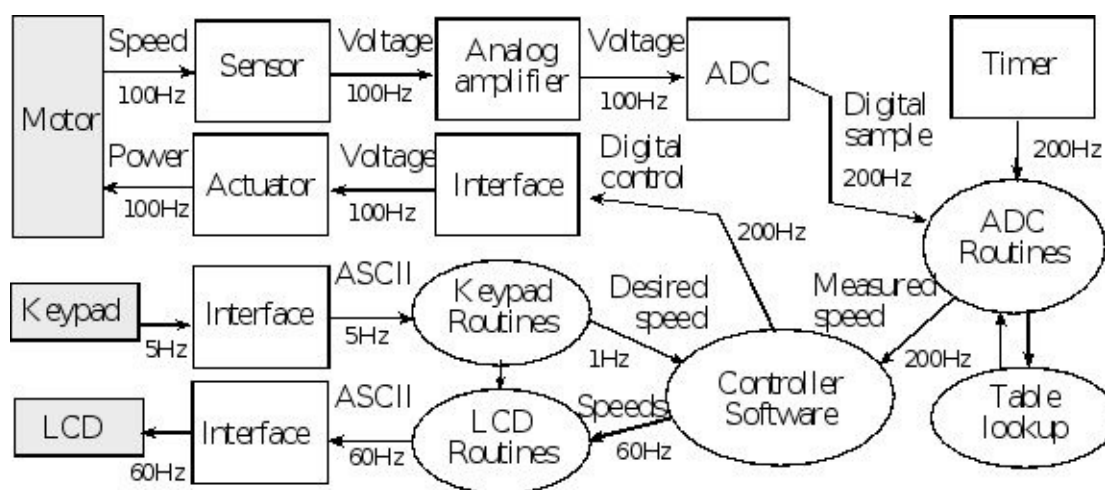 Speed
Voltage
Voltage
Motor
Sensor
Analog
amplifier
ADC
Timer
100Hz
100Hz
100Hz
Digital
sample
200Hz
200Hz
Power
Voltage
Digital
control
Actuator
Interface
100Hz
100Hz
200Hz
ADC
Routines
Keypad
Interface
ASCII
Keypad
Routines
Desired
speed
Measured
speed
5Hz
5Hz
1Hz
200Hz
Controller
Software
Table
lookup
LCD
Interface
ASCII
LCD
Routines
Speeds
60Hz
60Hz
60Hz